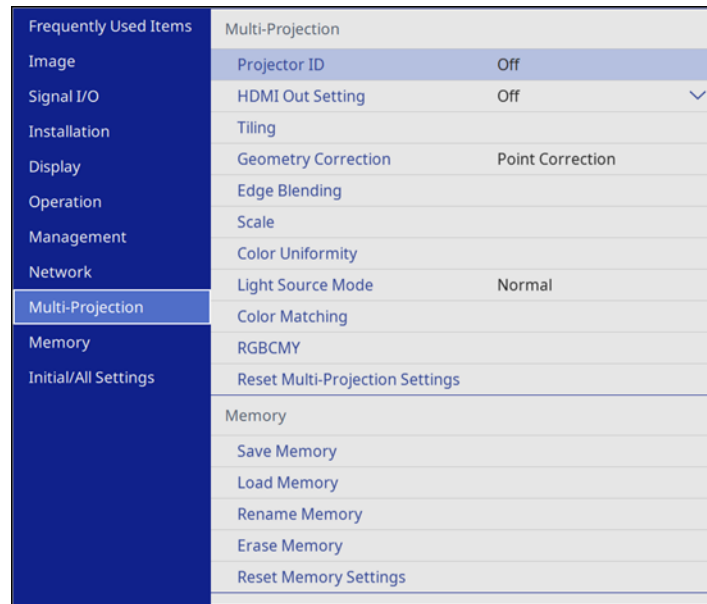 Frequently Used Items
Image
Signal I/O
Installation
Display
Operation
Management
Network
Multi-Projection
Memory
Initial/All Settings
Multi-Projection
Projector ID Off
HDMI Out Setting Off
Tiling
Geometry Correction Point Correction
Edge Blending
Scale
Color Uniformity
Light Source Mode Normal
Color Matching
RGBCMY
Reset Multi-Projection Settings
Memory
Save Memory
Load Memory
Rename Memory
Erase Memory
Reset Memory Settings